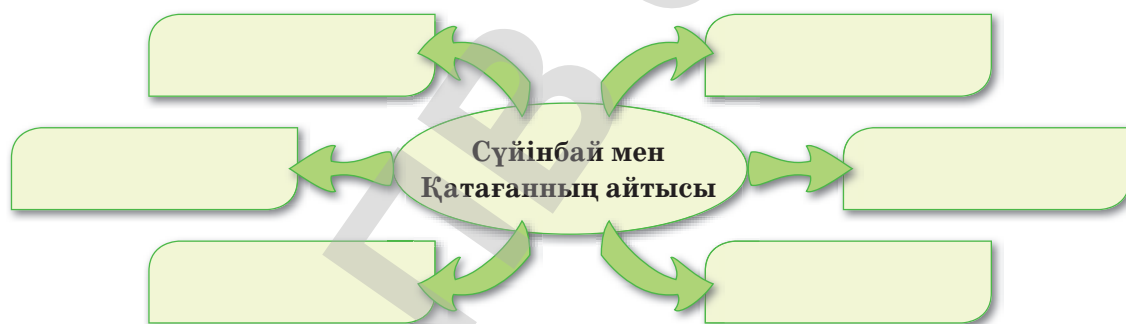 Сүйінбай мен
Қатағанның айтысы